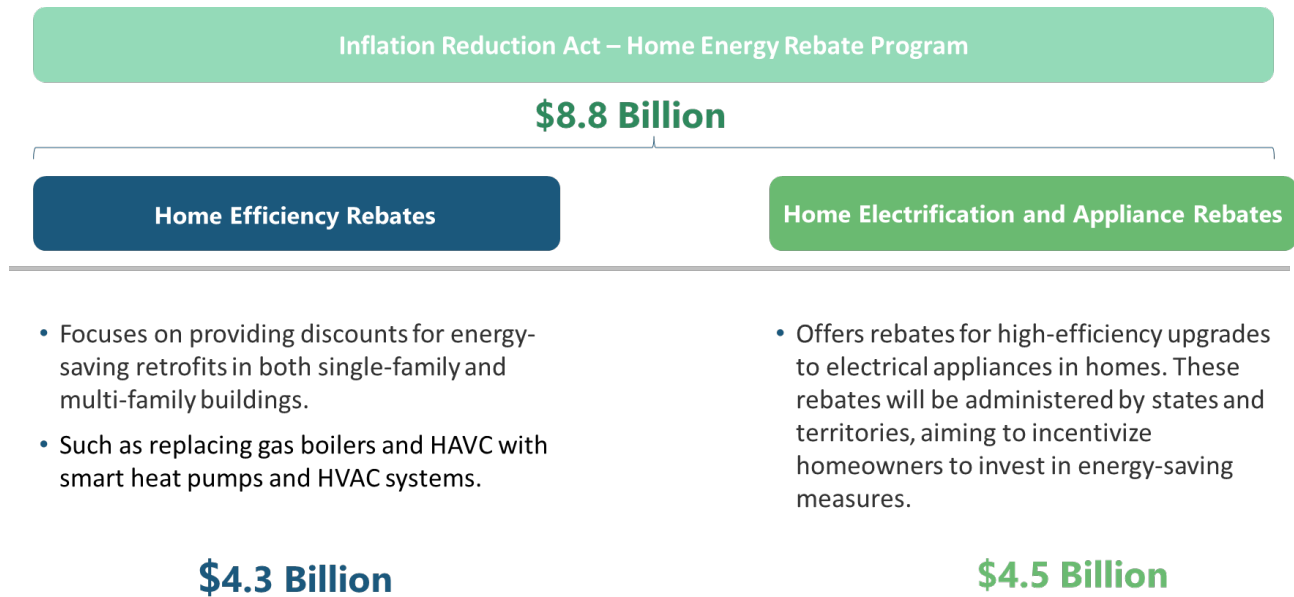 Inflation Reduction Act – Home Energy Rebate Program
$8.8 Billion
Home Efficiency Rebates
• Focuses on providing discounts for energy-
saving retrofits in both single-family and
multi-family buildings.
• Such as replacing gas boilers and HAVC with
smart heat pumps and HVAC systems.
$4.3 Billion
Home Electrification and Appliance Rebates
• Offers rebates for high-efficiency upgrades
to electrical appliances in homes. These
rebates will be administered by states and
territories, aiming to incentivize
homeowners to invest in energy-saving
measures.
$4.5 Billion